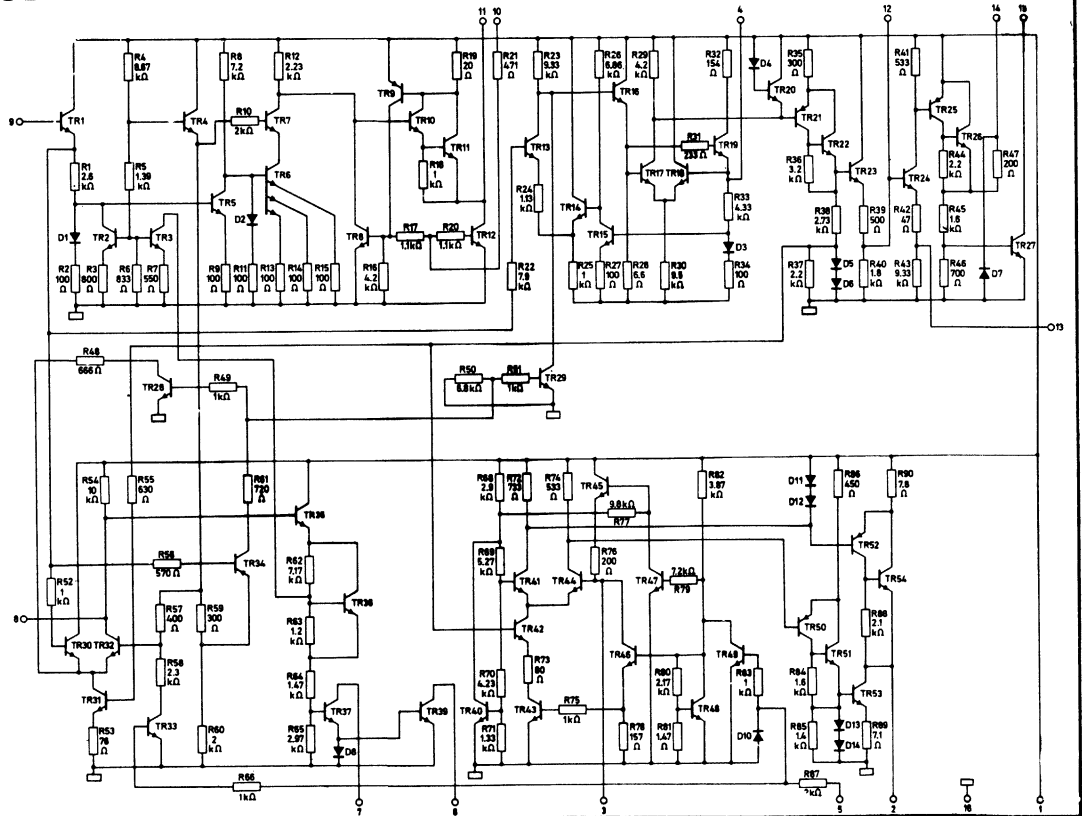 11 10 4 12 14 15
R4
8.87
kΩ
R8
7.2
kΩ
R12
2.23
kΩ
R19
20
Ω
R21
471
Ω
R23
9.33
kΩ
R26
6.86
kΩ
R29
4.2
kΩ
R32
154
Ω
D4
R35
300
Ω
R41
533
Ω
TR9
TR20
9
TR1
TR4
R10
2kΩ
TR7
TR10
TR16
TR21
TR25
TR26
R31
233 Ω
TR19
TR22
TR13
TR11
R1
2.6
kΩ
R5
1.39
kΩ
R18
1
kΩ
TR6
TR17
TR18
R36
3.2
kΩ
TR23
TR24
R44
2.2
kΩ
R47
200
Ω
TR5
D2
R24
1.13
kΩ
TR14
R33
4.33
kΩ
R38
2.73
kΩ
R39
500
Ω
R42
47
Ω
R45
1.6
kΩ
D1
TR2
TR3
TR8
R17
1.1kΩ
R20
1.1kΩ
TR12
TR15
D3
TR27
R2
100
Ω
R3
800
Ω
R6
833
Ω
R7
550
Ω
R9
100
Ω
R11
100
Ω
R13
100
Ω
R14
100
Ω
R15
100
Ω
R16
4.2
kΩ
R22
7.9
kΩ
R25
1
kΩ
R27
100
Ω
R28
6.6
Ω
R30
9.9
kΩ
R34
100
Ω
R37
2.2
kΩ
D5
D6
R40
1.8
kΩ
R43
9.33
kΩ
R46
700
Ω
D7
13
R48
666Ω
TR28
R49
1kΩ
R50
6.8kΩ
R51
1kΩ
TR29
R54
10
kΩ
R55
630
Ω
R61
720
Ω
TR35
R68
2.9
kΩ
R72
733
Ω
R74
533
Ω
TR45
9.8kΩ
R77
R82
3.87
kΩ
D11
D12
R86
450
Ω
R90
7.8
Ω
R56
570 Ω
TR34
R62
7.17
kΩ
R69
5.27
kΩ
TR41
TR44
R76
200
Ω
TR47
7.2kΩ
R79
TR52
TR54
R52
1
kΩ
R57
400
Ω
R59
300
Ω
TR36
R63
1.2
kΩ
TR42
TR50
R88
2.1
kΩ
8
TR30
TR32
R58
2.3
kΩ
R64
1.47
kΩ
R70
4.23
kΩ
R73
80
Ω
TR46
R80
2.17
kΩ
TR49
R83
1
kΩ
TR51
R84
1.6
kΩ
TR53
TR31
TR33
R53
76
Ω
R60
2
kΩ
R65
2.97
kΩ
TR37
D8
TR39
TR40
R71
1.33
kΩ
TR43
R75
1kΩ
R78
157
Ω
R81
1.47
Ω
TR48
D10
R85
1.4
kΩ
D13
D14
R89
7.1
Ω
R66
1kΩ
R87
2kΩ
7 6 3 5 2 16 1